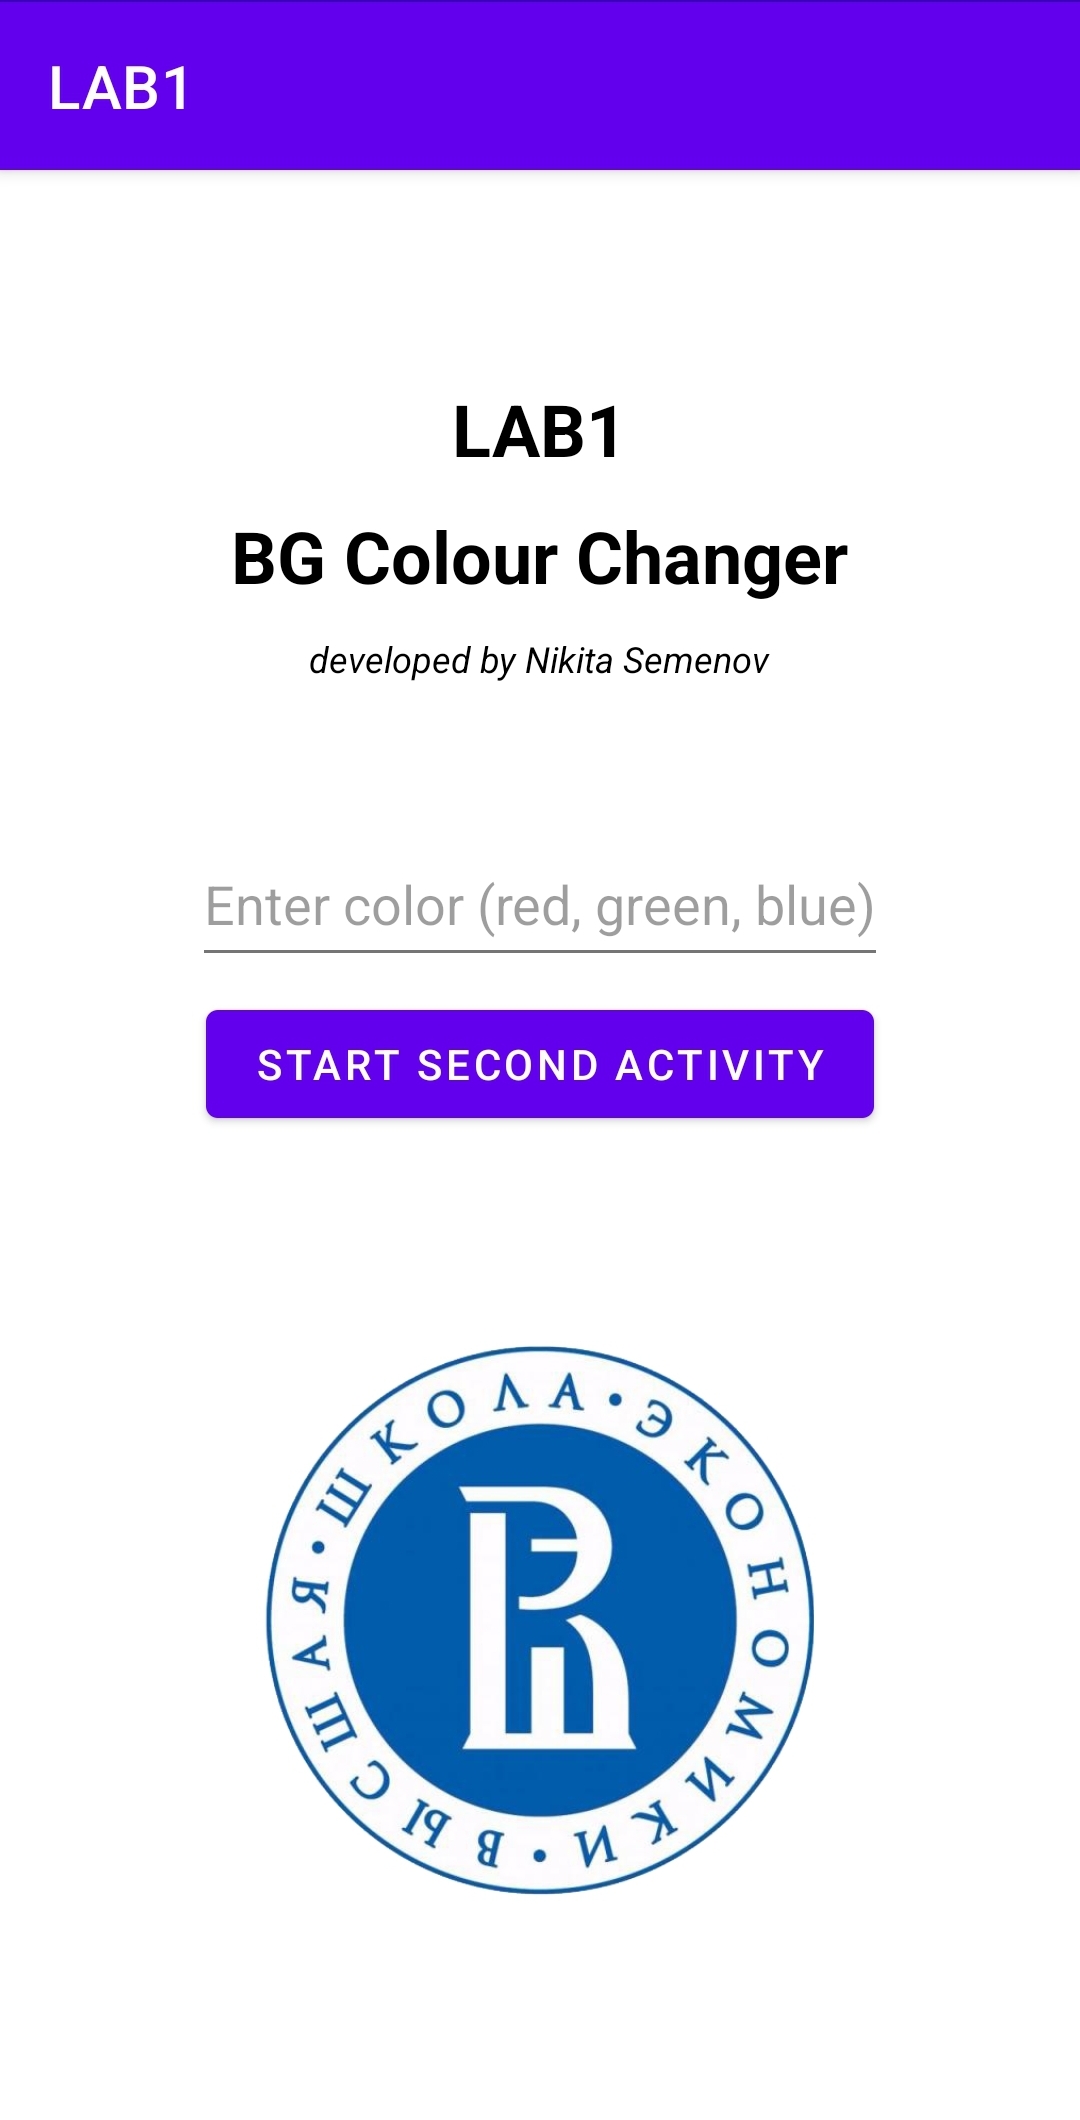 LAB1
LAB1
BG Colour Changer
developed by Nikita Semenov
Enter color (red, green, blue)
START SECOND ACTIVITY
ВЫСШАЯ • ШКОЛА • ЭКОНОМИКИ •